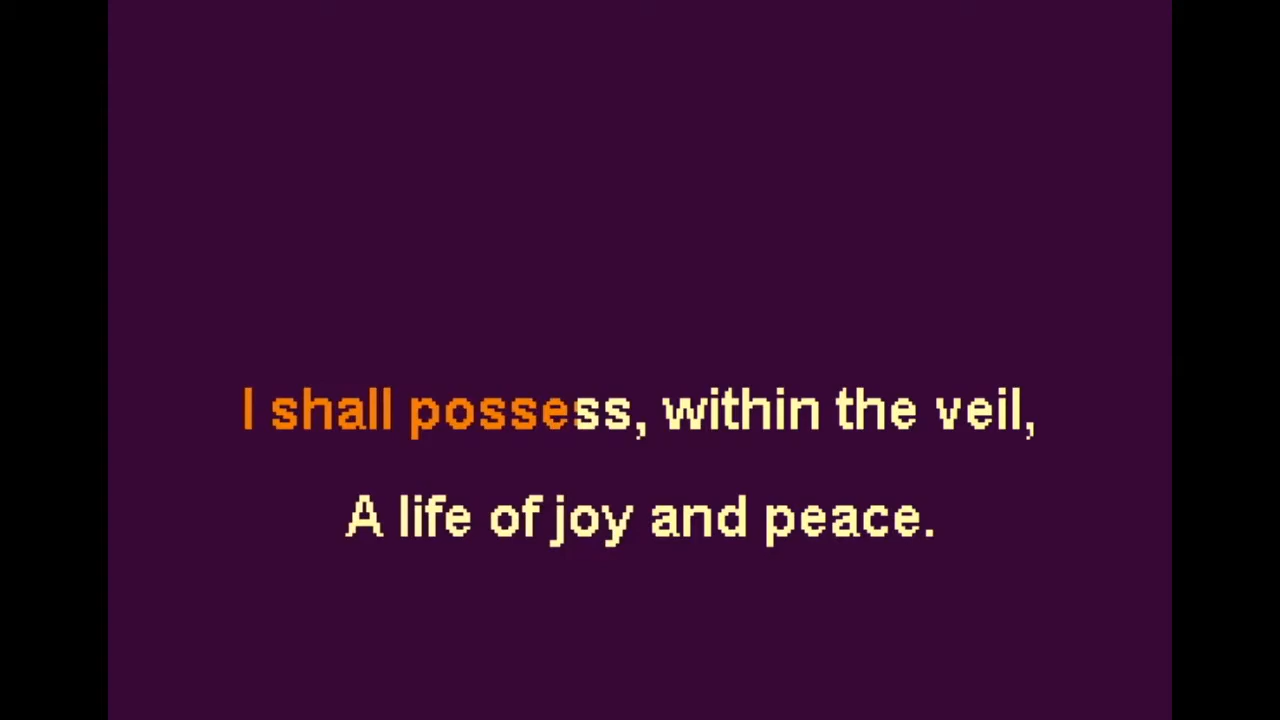 I shall possess, within the veil,
A life of joy and peace.